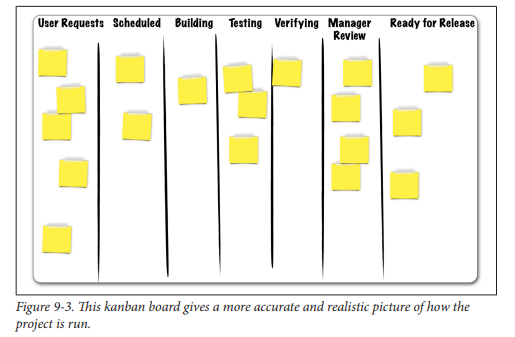 User Requests Scheduled Building Testing Verifying Manager Review Ready for Release
Figure 9-3. This kanban board gives a more accurate and realistic picture of how the
project is run.